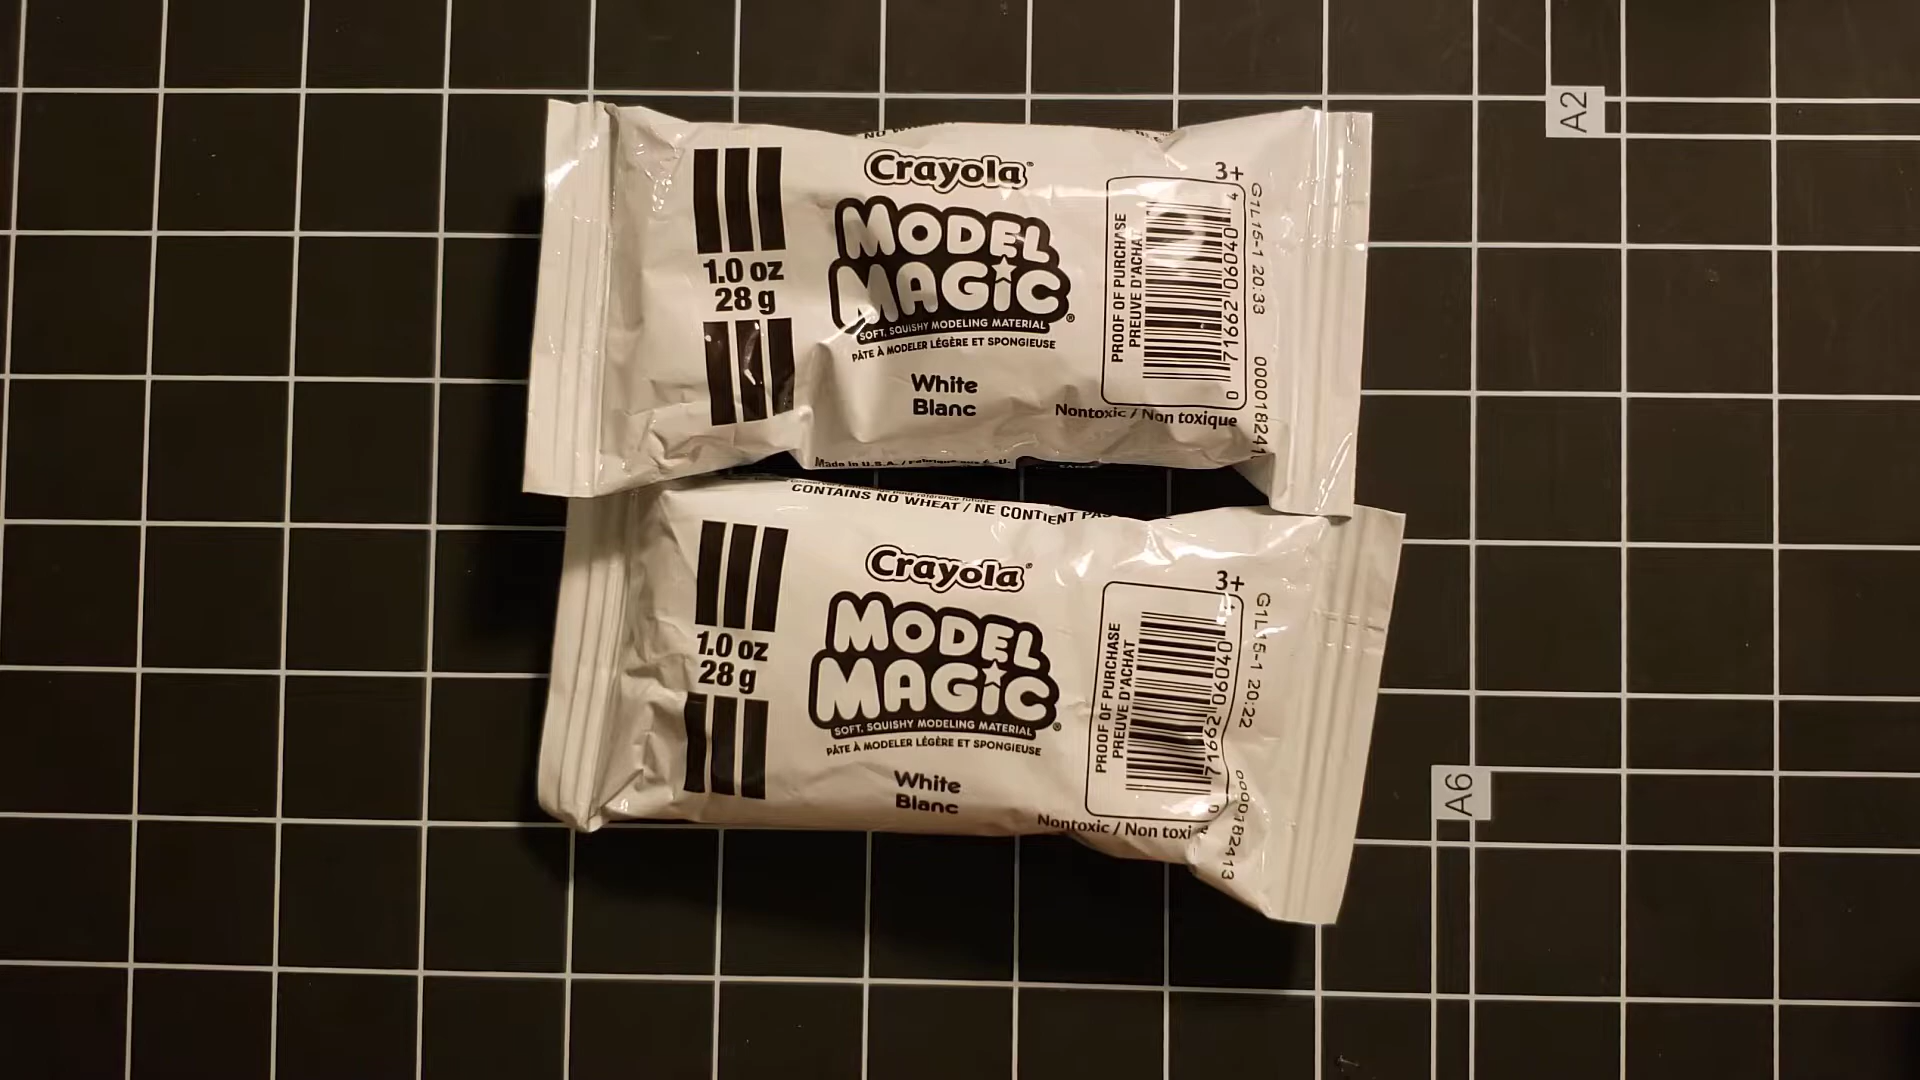 A2
Crayola
MODEL
MAGIC®
SOFT, SQUISHY MODELING MATERIAL
PÂTE À MODELER LÉGÈRE ET SPONGIEUSE
White
Blanc
1.0 oz
28 g
3+
PROOF OF PURCHASE
PREUVE D'ACHAT
0 71662 06040 4
G1L15-1 20:33 000018241
Nontoxic / Non toxique
Made in U.S.A. / Fabriqué aux É.-U.
CONTAINS NO WHEAT / NE CONTIENT PAS
Crayola®
MODEL
MAGIC®
SOFT, SQUISHY MODELING MATERIAL
PÂTE À MODELER LÉGÈRE ET SPONGIEUSE
White
Blanc
1.0 oz
28 g
3+
PROOF OF PURCHASE
PREUVE D'ACHAT
0 71662 06040
G1L15-1 20:22 0000182413
Nontoxic / Non toxi
A6